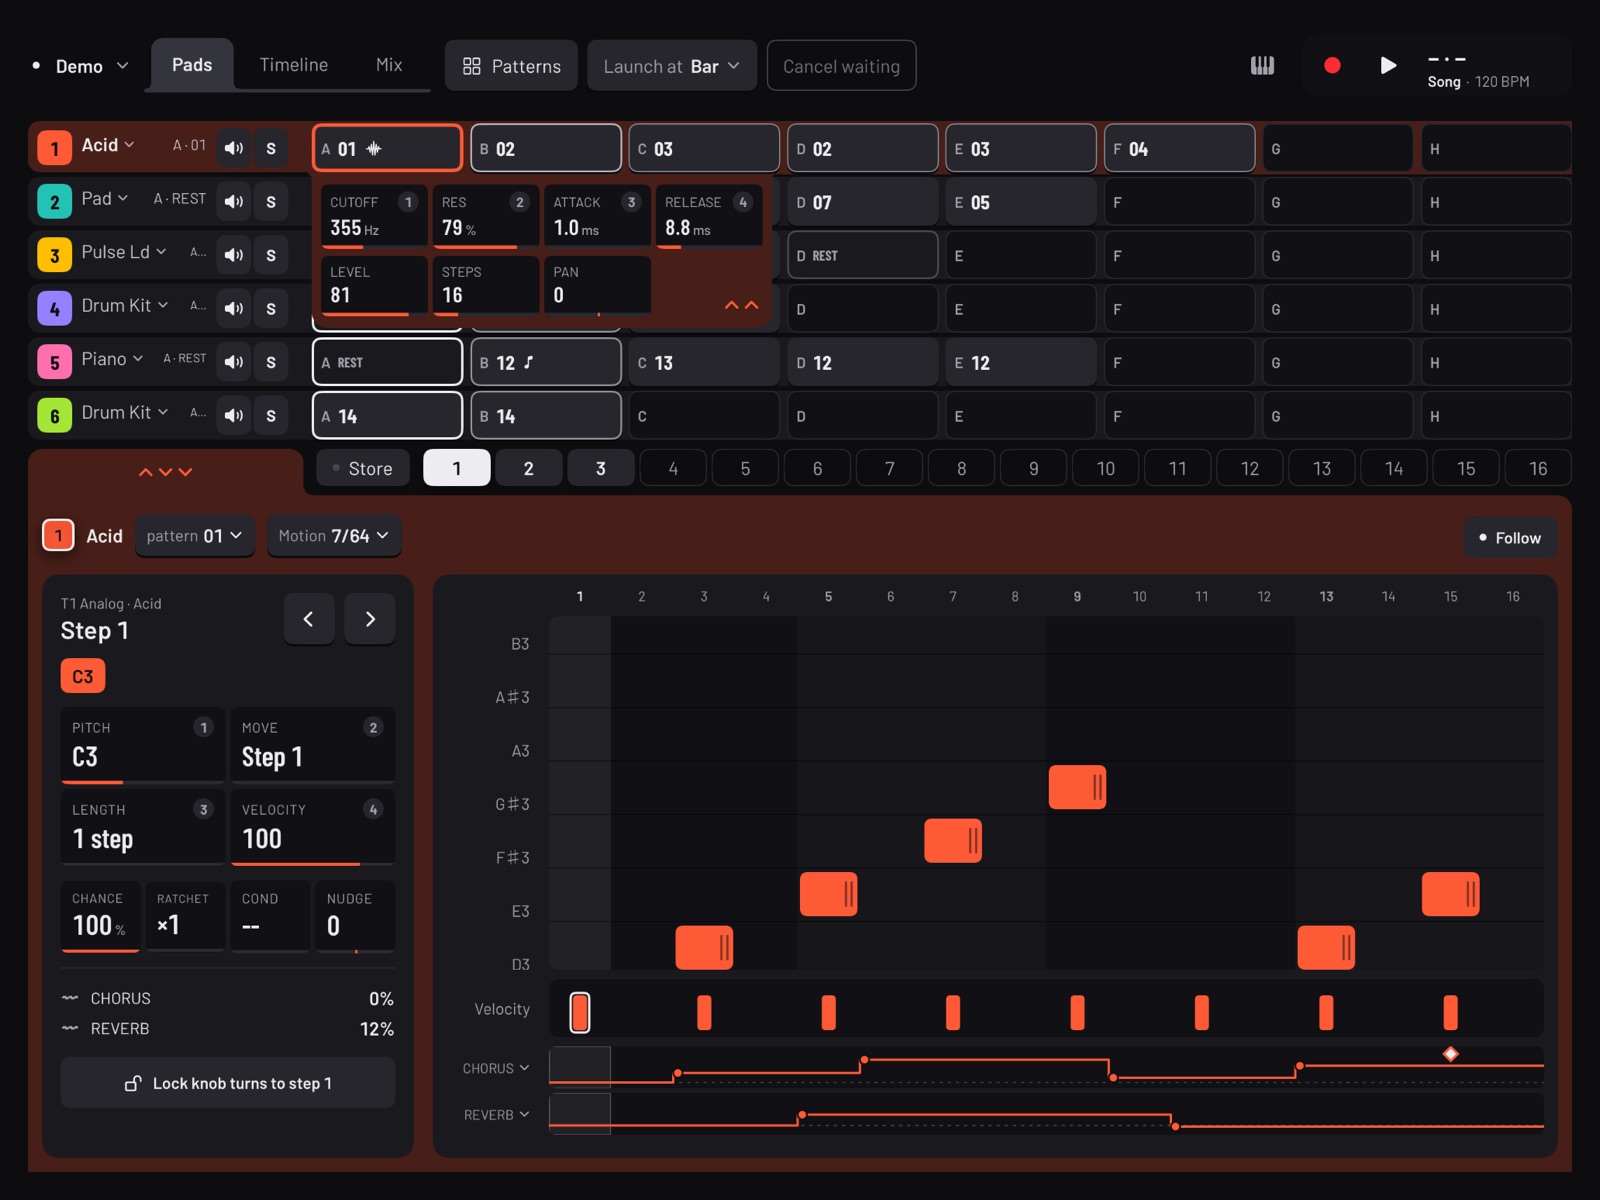 Demo
Pads
Timeline
Mix
Patterns
Launch at Bar
Cancel waiting
Song · 120 BPM
1 Acid A · 01 S A 01 B 02 C 03 D 02 E 03 F 04 G H
2 Pad A · REST S D 07 E 05 F G H
3 Pulse Ld A... S D REST E F G H
4 Drum Kit A... S D E F G H
5 Piano A · REST S A REST B 12 C 13 D 12 E 12 F G H
6 Drum Kit A... S A 14 B 14 C D E F G H
CUTOFF 1 RES 2 ATTACK 3 RELEASE 4
355 Hz 79 % 1.0 ms 8.8 ms
LEVEL STEPS PAN
81 16 0
Store 1 2 3 4 5 6 7 8 9 10 11 12 13 14 15 16
1 Acid pattern 01 Motion 7/64 Follow
T1 Analog · Acid
Step 1
C3
PITCH 1 MOVE 2
C3 Step 1
LENGTH 3 VELOCITY 4
1 step 100
CHANCE RATCHET COND NUDGE
100 % ×1 -- 0
CHORUS 0%
REVERB 12%
Lock knob turns to step 1
1 2 3 4 5 6 7 8 9 10 11 12 13 14 15 16
B3
A♯3
A3
G♯3
F♯3
E3
D3
Velocity
CHORUS
REVERB